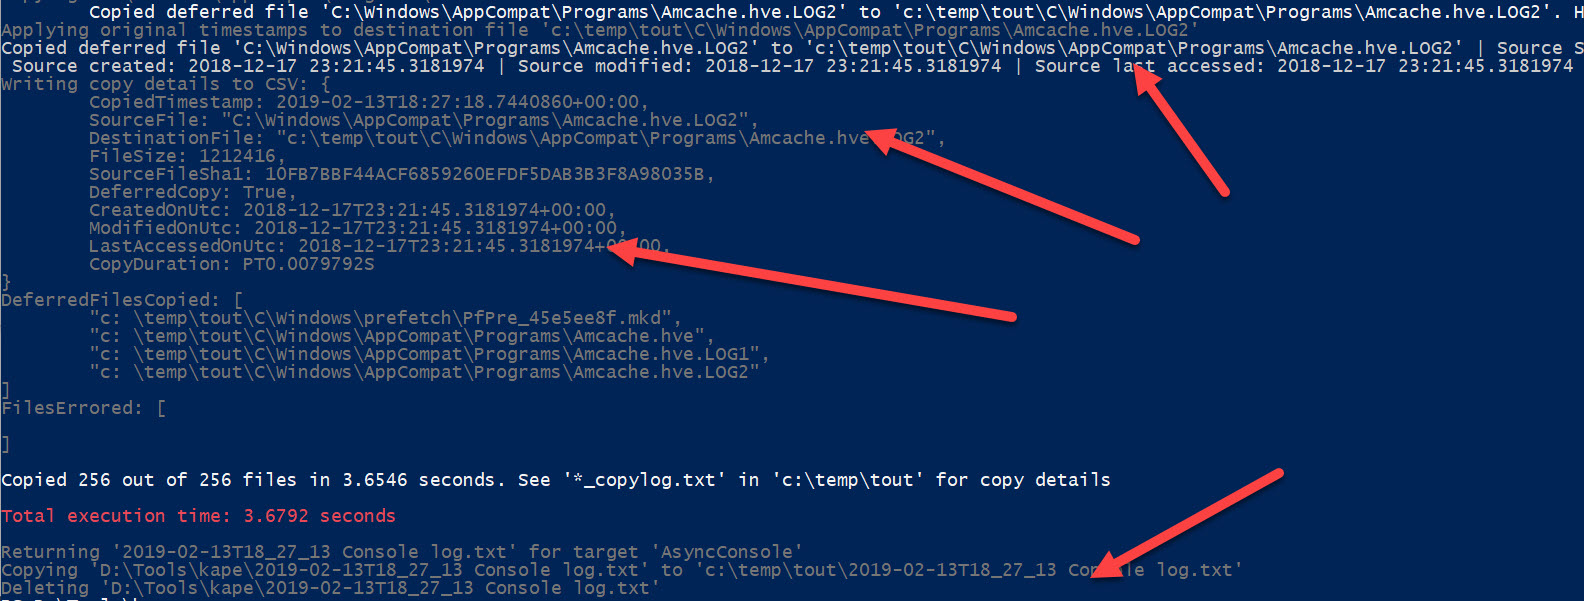 Copied deferred file 'C:\Windows\AppCompat\Programs\Amcache.hve.LOG2' to 'c:\temp\tout\C\Windows\AppCompat\Programs\Amcache.hve.LOG2'. H
Applying original timestamps to destination file 'c:\temp\tout\C\Windows\AppCompat\Programs\Amcache.hve.LOG2'
Copied deferred file 'C:\Windows\AppCompat\Programs\Amcache.hve.LOG2' to 'c:\temp\tout\C\Windows\AppCompat\Programs\Amcache.hve.LOG2' | Source S
Source created: 2018-12-17 23:21:45.3181974 | Source modified: 2018-12-17 23:21:45.3181974 | Source last accessed: 2018-12-17 23:21:45.3181974
Writing copy details to CSV: {
CopiedTimestamp: 2019-02-13T18:27:18.7440860+00:00,
SourceFile: "C:\Windows\AppCompat\Programs\Amcache.hve.LOG2",
DestinationFile: "c:\temp\tout\C\Windows\AppCompat\Programs\Amcache.hve.LOG2",
FileSize: 1212416,
SourceFileSha1: 10FB7BBF44ACF6859260EFDF5DAB3B3F8A98035B,
DeferredCopy: True,
CreatedOnUtc: 2018-12-17T23:21:45.3181974+00:00,
ModifiedOnUtc: 2018-12-17T23:21:45.3181974+00:00,
LastAccessedOnUtc: 2018-12-17T23:21:45.3181974+00:00,
CopyDuration: PT0.0079792S
}
DeferredFilesCopied: [
"c: \temp\tout\C\Windows\prefetch\PfPre_45e5ee8f.mkd",
"c: \temp\tout\C\Windows\AppCompat\Programs\Amcache.hve",
"c: \temp\tout\C\Windows\AppCompat\Programs\Amcache.hve.LOG1",
"c: \temp\tout\C\Windows\AppCompat\Programs\Amcache.hve.LOG2"
]
FilesErrored: [
]
Copied 256 out of 256 files in 3.6546 seconds. See '*_copylog.txt' in 'c:\temp\tout' for copy details
Total execution time: 3.6792 seconds
Returning '2019-02-13T18_27_13 Console log.txt' for target 'AsyncConsole'
Copying 'D:\Tools\kape\2019-02-13T18_27_13 Console log.txt' to 'c:\temp\tout\2019-02-13T18_27_13 Console log.txt'
Deleting 'D:\Tools\kape\2019-02-13T18_27_13 Console log.txt'